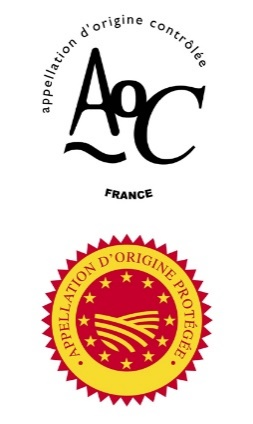 appellation d'origine contrôlée
AOC
FRANCE
• APPELLATION D'ORIGINE PROTÉGÉE •